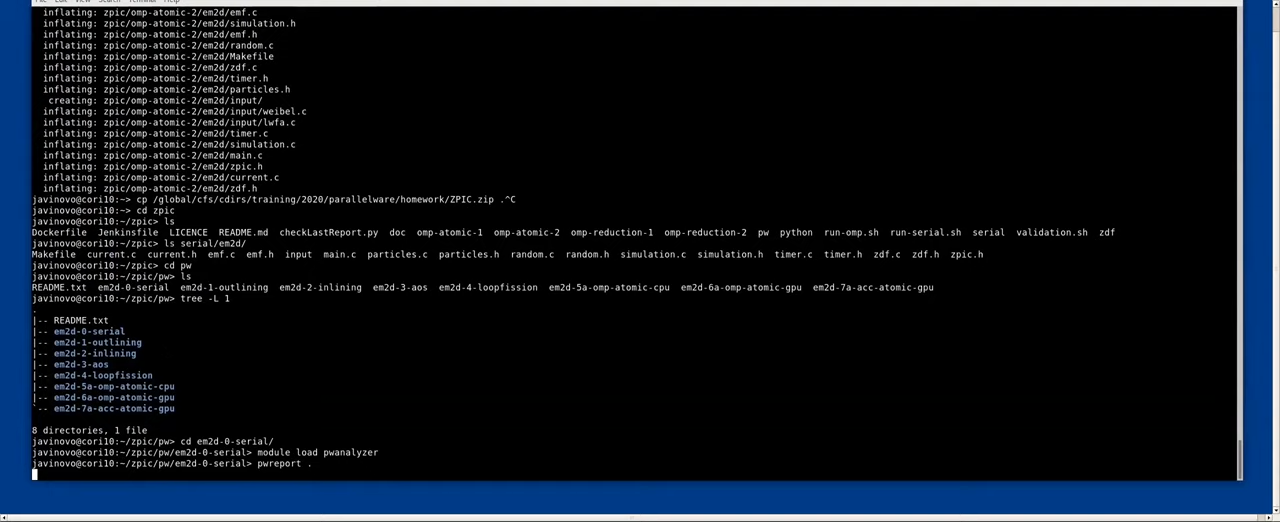 File Edit View Search Terminal Help
inflating: zpic/omp-atomic-2/em2d/emf.c
inflating: zpic/omp-atomic-2/em2d/simulation.h
inflating: zpic/omp-atomic-2/em2d/emf.h
inflating: zpic/omp-atomic-2/em2d/random.c
inflating: zpic/omp-atomic-2/em2d/Makefile
inflating: zpic/omp-atomic-2/em2d/zdf.c
inflating: zpic/omp-atomic-2/em2d/timer.h
inflating: zpic/omp-atomic-2/em2d/particles.h
creating: zpic/omp-atomic-2/em2d/input/
inflating: zpic/omp-atomic-2/em2d/input/weibel.c
inflating: zpic/omp-atomic-2/em2d/input/lwfa.c
inflating: zpic/omp-atomic-2/em2d/timer.c
inflating: zpic/omp-atomic-2/em2d/simulation.c
inflating: zpic/omp-atomic-2/em2d/main.c
inflating: zpic/omp-atomic-2/em2d/zpic.h
inflating: zpic/omp-atomic-2/em2d/current.c
inflating: zpic/omp-atomic-2/em2d/zdf.h
javinovo@cori10:~> cp /global/cfs/cdirs/training/2020/parallelware/homework/ZPIC.zip .^C
javinovo@cori10:~> cd zpic
javinovo@cori10:~/zpic> ls
Dockerfile Jenkinsfile LICENCE README.md checkLastReport.py doc omp-atomic-1 omp-atomic-2 omp-reduction-1 omp-reduction-2 pw python run-omp.sh run-serial.sh serial validation.sh zdf
javinovo@cori10:~/zpic> ls serial/em2d/
Makefile current.c current.h emf.c emf.h input main.c particles.c particles.h random.c random.h simulation.c simulation.h timer.c timer.h zdf.c zdf.h zpic.h
javinovo@cori10:~/zpic> cd pw
javinovo@cori10:~/zpic/pw> ls
README.txt em2d-0-serial em2d-1-outlining em2d-2-inlining em2d-3-aos em2d-4-loopfission em2d-5a-omp-atomic-cpu em2d-6a-omp-atomic-gpu em2d-7a-acc-atomic-gpu
javinovo@cori10:~/zpic/pw> tree -L 1
.
|-- README.txt
|-- em2d-0-serial
|-- em2d-1-outlining
|-- em2d-2-inlining
|-- em2d-3-aos
|-- em2d-4-loopfission
|-- em2d-5a-omp-atomic-cpu
|-- em2d-6a-omp-atomic-gpu
`-- em2d-7a-acc-atomic-gpu
8 directories, 1 file
javinovo@cori10:~/zpic/pw> cd em2d-0-serial/
javinovo@cori10:~/zpic/pw/em2d-0-serial> module load pwanalyzer
javinovo@cori10:~/zpic/pw/em2d-0-serial> pwreport .